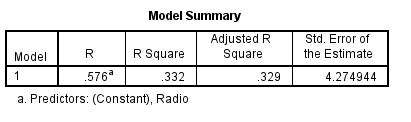 Model Summary
Model R R Square Adjusted R Square Std. Error of the Estimate
1 .576a .332 .329 4.274944
a. Predictors: (Constant), Radio